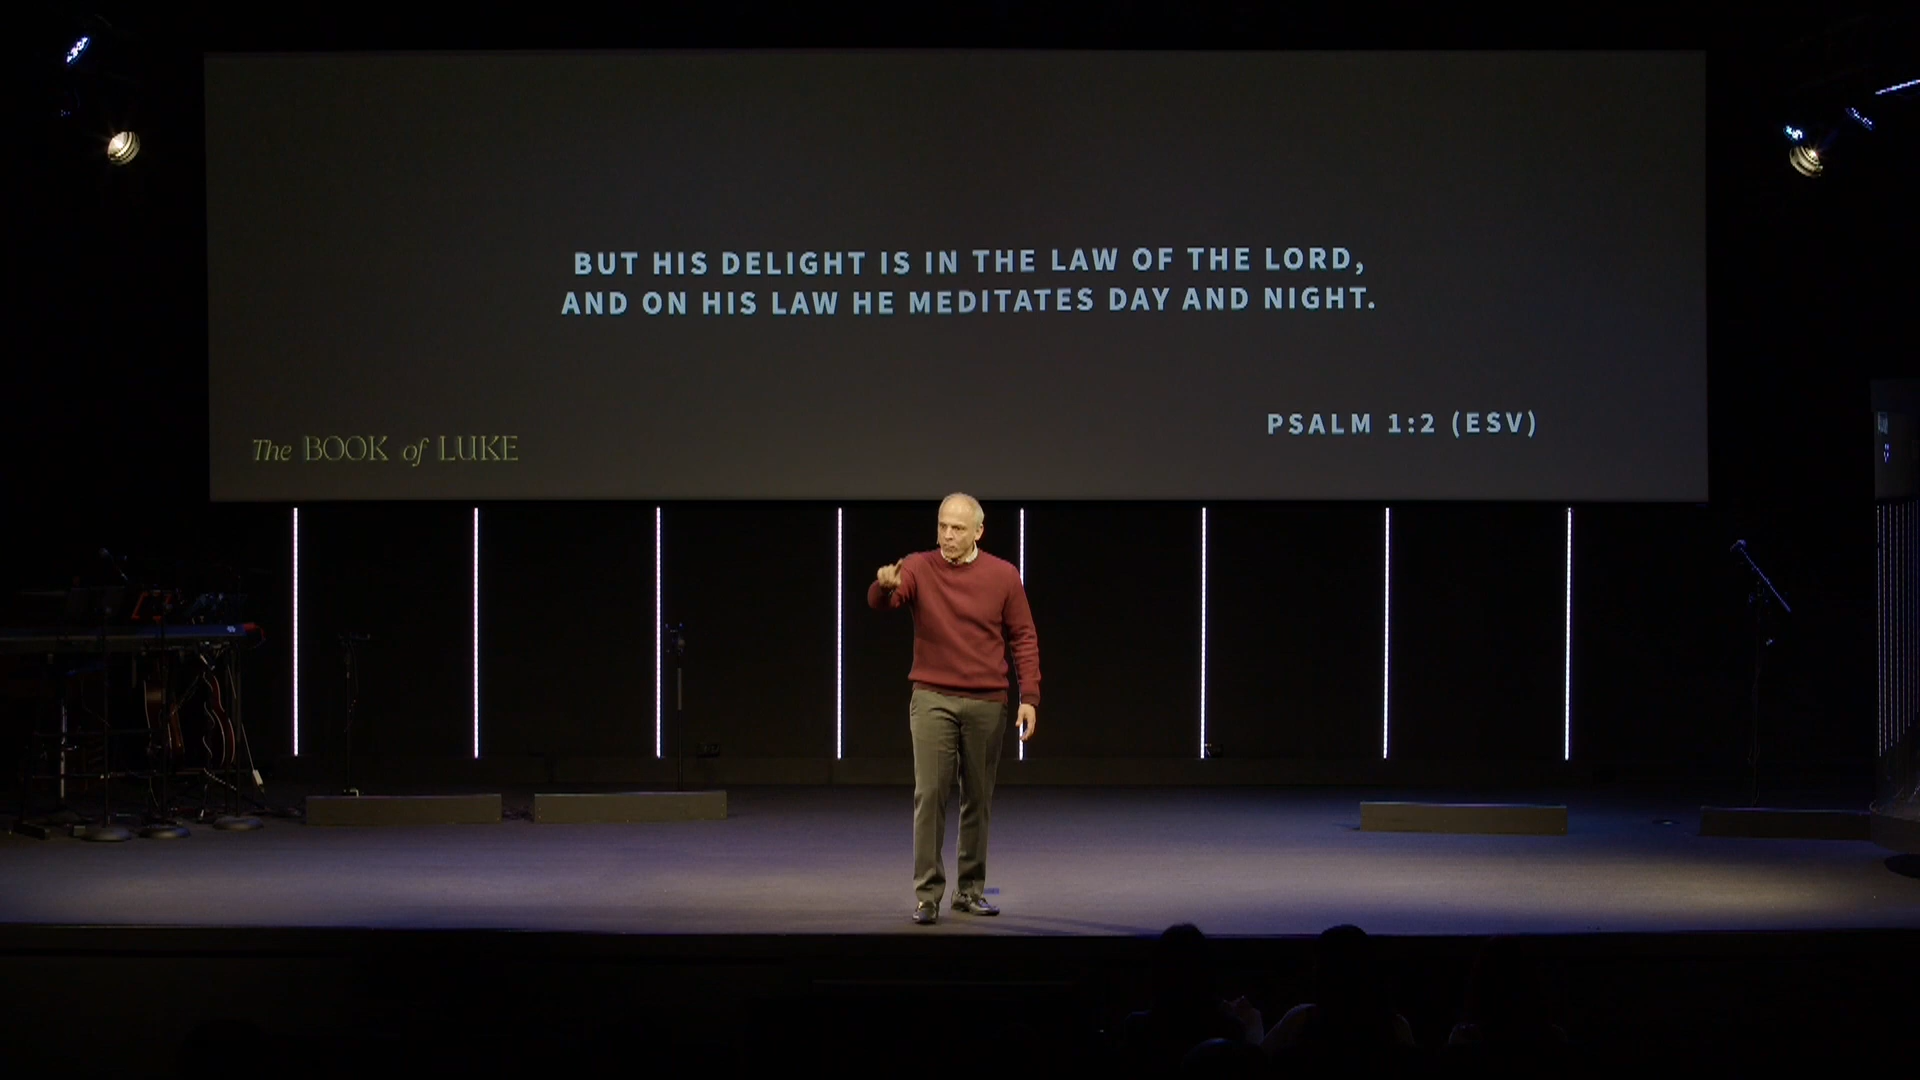 BUT HIS DELIGHT IS IN THE LAW OF THE LORD,
AND ON HIS LAW HE MEDITATES DAY AND NIGHT.
PSALM 1:2 (ESV)
The BOOK of LUKE